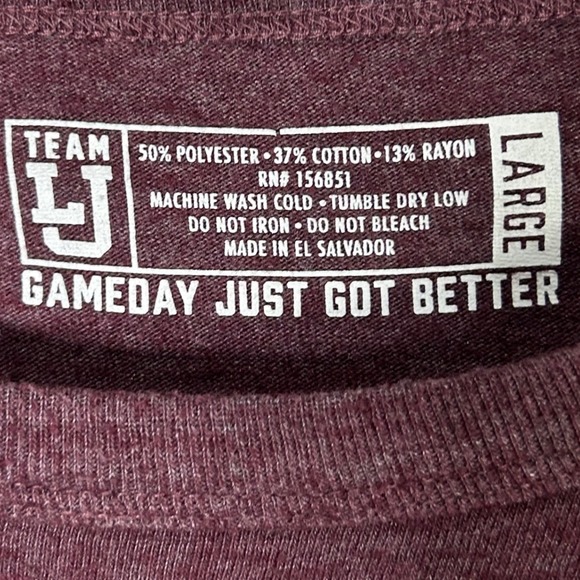 TEAM
LJ
50% POLYESTER • 37% COTTON • 13% RAYON
RN# 156851
MACHINE WASH COLD • TUMBLE DRY LOW
DO NOT IRON • DO NOT BLEACH
MADE IN EL SALVADOR
LARGE
GAMEDAY JUST GOT BETTER